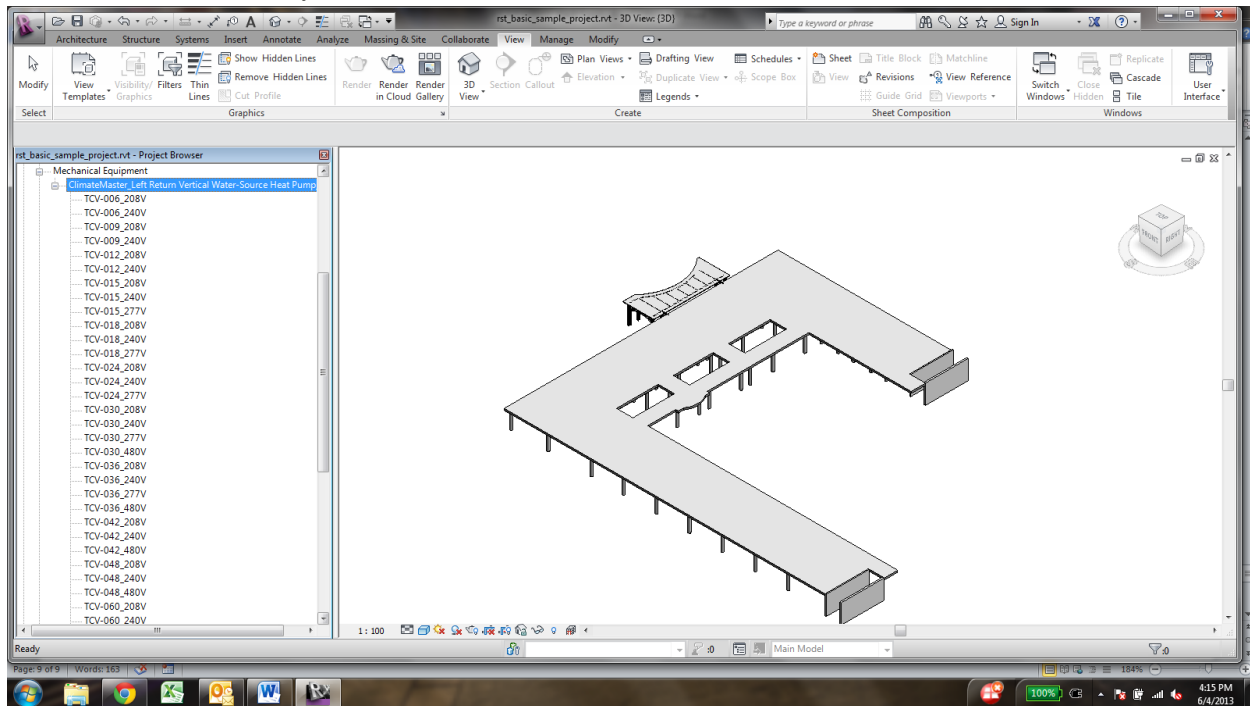 rst_basic_sample_project.rvt - 3D View: {3D}
Type a keyword or phrase
Sign In
Architecture Structure Systems Insert Annotate Analyze Massing & Site Collaborate View Manage Modify
Modify
View Templates
Visibility/ Graphics
Filters
Thin Lines
Show Hidden Lines
Remove Hidden Lines
Cut Profile
Render
Render in Cloud
Render Gallery
3D View
Section
Callout
Plan Views
Elevation
Drafting View
Duplicate View
Legends
Schedules
Scope Box
Sheet
View
Title Block
Revisions
Guide Grid
Matchline
View Reference
Viewports
Switch Windows
Close Hidden
Replicate
Cascade
Tile
User Interface
Select Graphics Create Sheet Composition Windows
rst_basic_sample_project.rvt - Project Browser
Mechanical Equipment
ClimateMaster_Left Return Vertical Water-Source Heat Pump
TCV-006_208V
TCV-006_240V
TCV-009_208V
TCV-009_240V
TCV-012_208V
TCV-012_240V
TCV-015_208V
TCV-015_240V
TCV-015_277V
TCV-018_208V
TCV-018_240V
TCV-018_277V
TCV-024_208V
TCV-024_240V
TCV-024_277V
TCV-030_208V
TCV-030_240V
TCV-030_277V
TCV-030_480V
TCV-036_208V
TCV-036_240V
TCV-036_277V
TCV-036_480V
TCV-042_208V
TCV-042_240V
TCV-042_480V
TCV-048_208V
TCV-048_240V
TCV-048_480V
TCV-060_208V
TCV-060_240V
TOP
FRONT
RIGHT
1 : 100
Ready
:0
Main Model
:0
Page: 9 of 9 Words: 163
184%
100%
4:15 PM
6/4/2013